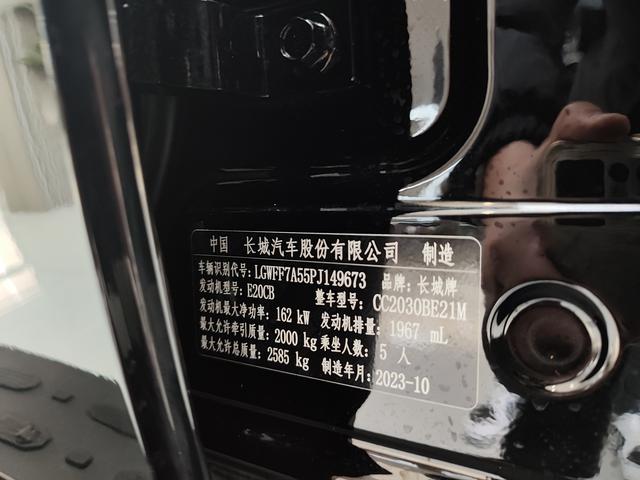 中国 长城汽车股份有限公司 制造
车辆识别代号: LGWFF7A55PJ149673 品牌: 长城牌
发动机型号: E20CB 整车型号: CC2030BE21M
发动机最大净功率: 162 kW 发动机排量: 1967 mL
最大允许牵引质量: 2000 kg 乘坐人数: 5 人
最大允许总质量: 2585 kg 制造年月: 2023-10